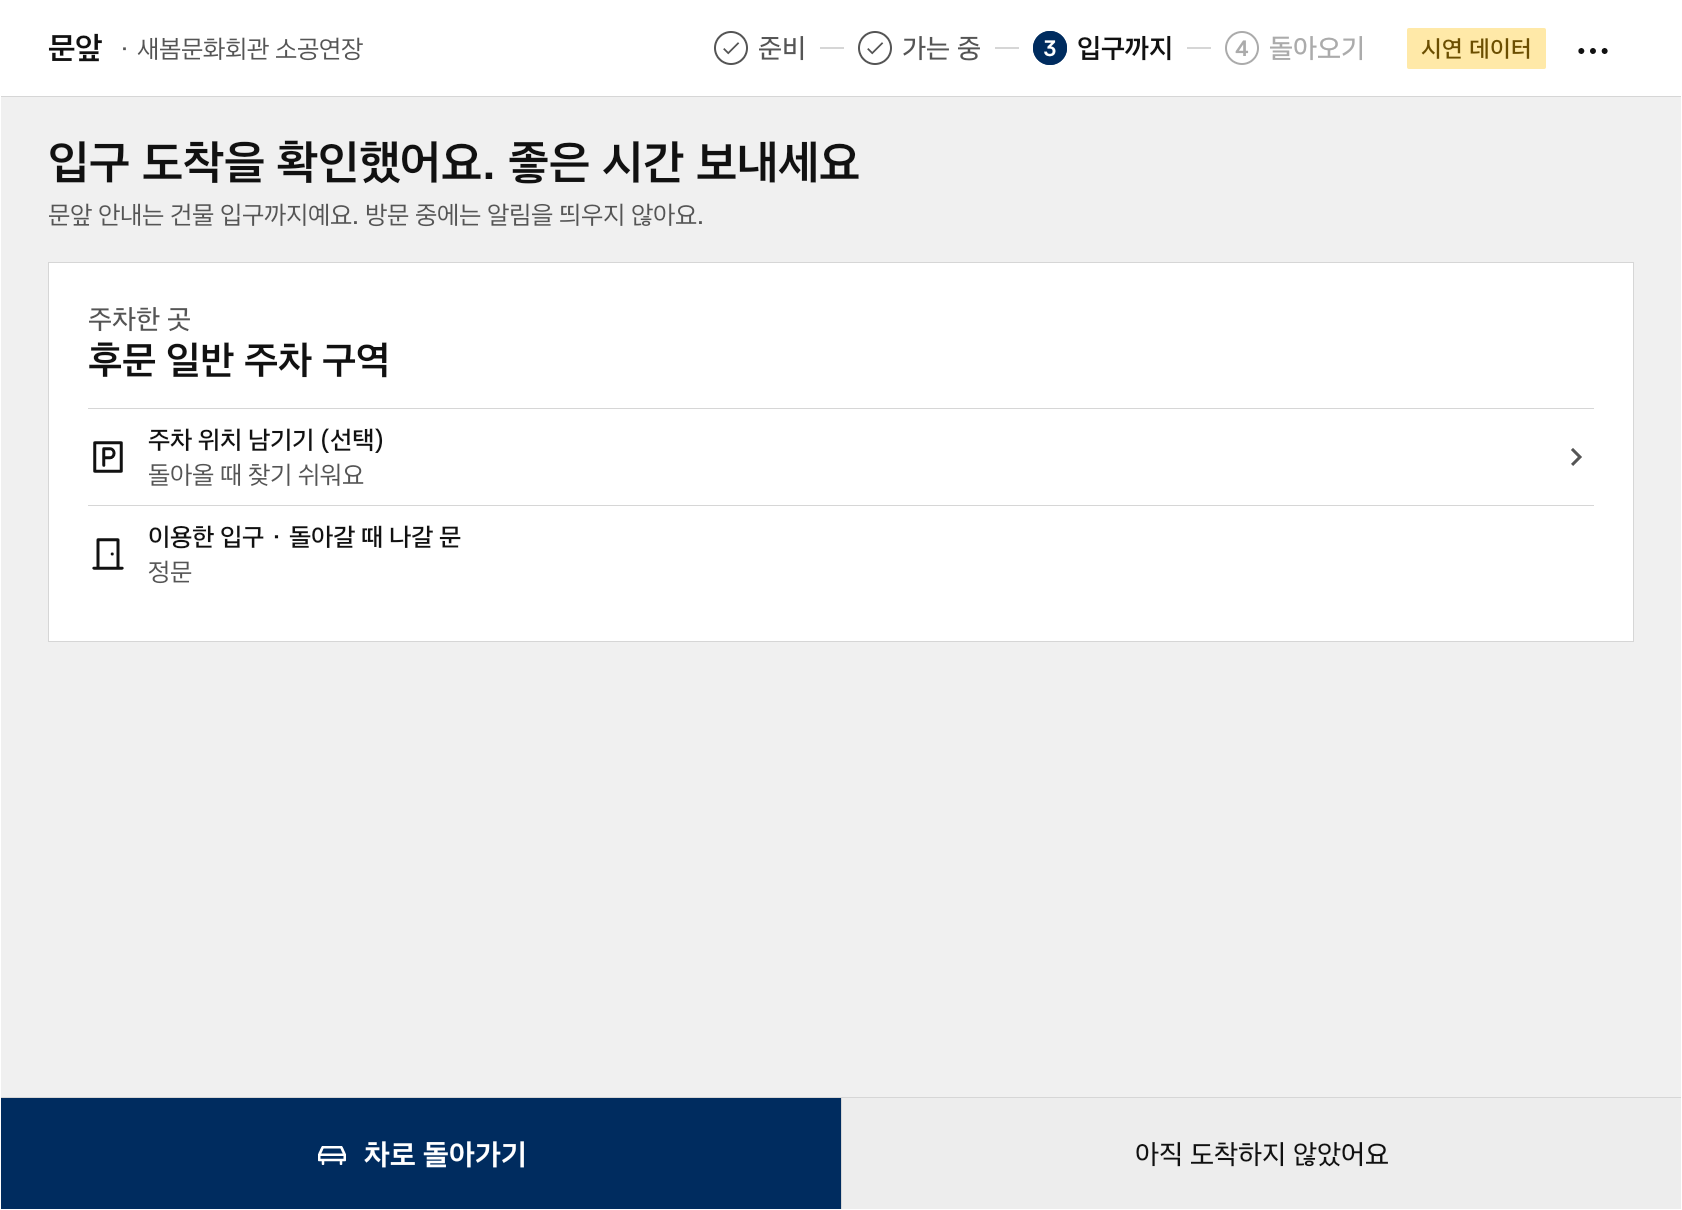 문앞 · 새봄문화회관 소공연장
준비 가는 중 3 입구까지 4 돌아오기 시연 데이터
입구 도착을 확인했어요. 좋은 시간 보내세요
문앞 안내는 건물 입구까지예요. 방문 중에는 알림을 띄우지 않아요.
주차한 곳
후문 일반 주차 구역
P
주차 위치 남기기 (선택)
돌아올 때 찾기 쉬워요
이용한 입구 · 돌아갈 때 나갈 문
정문
차로 돌아가기
아직 도착하지 않았어요